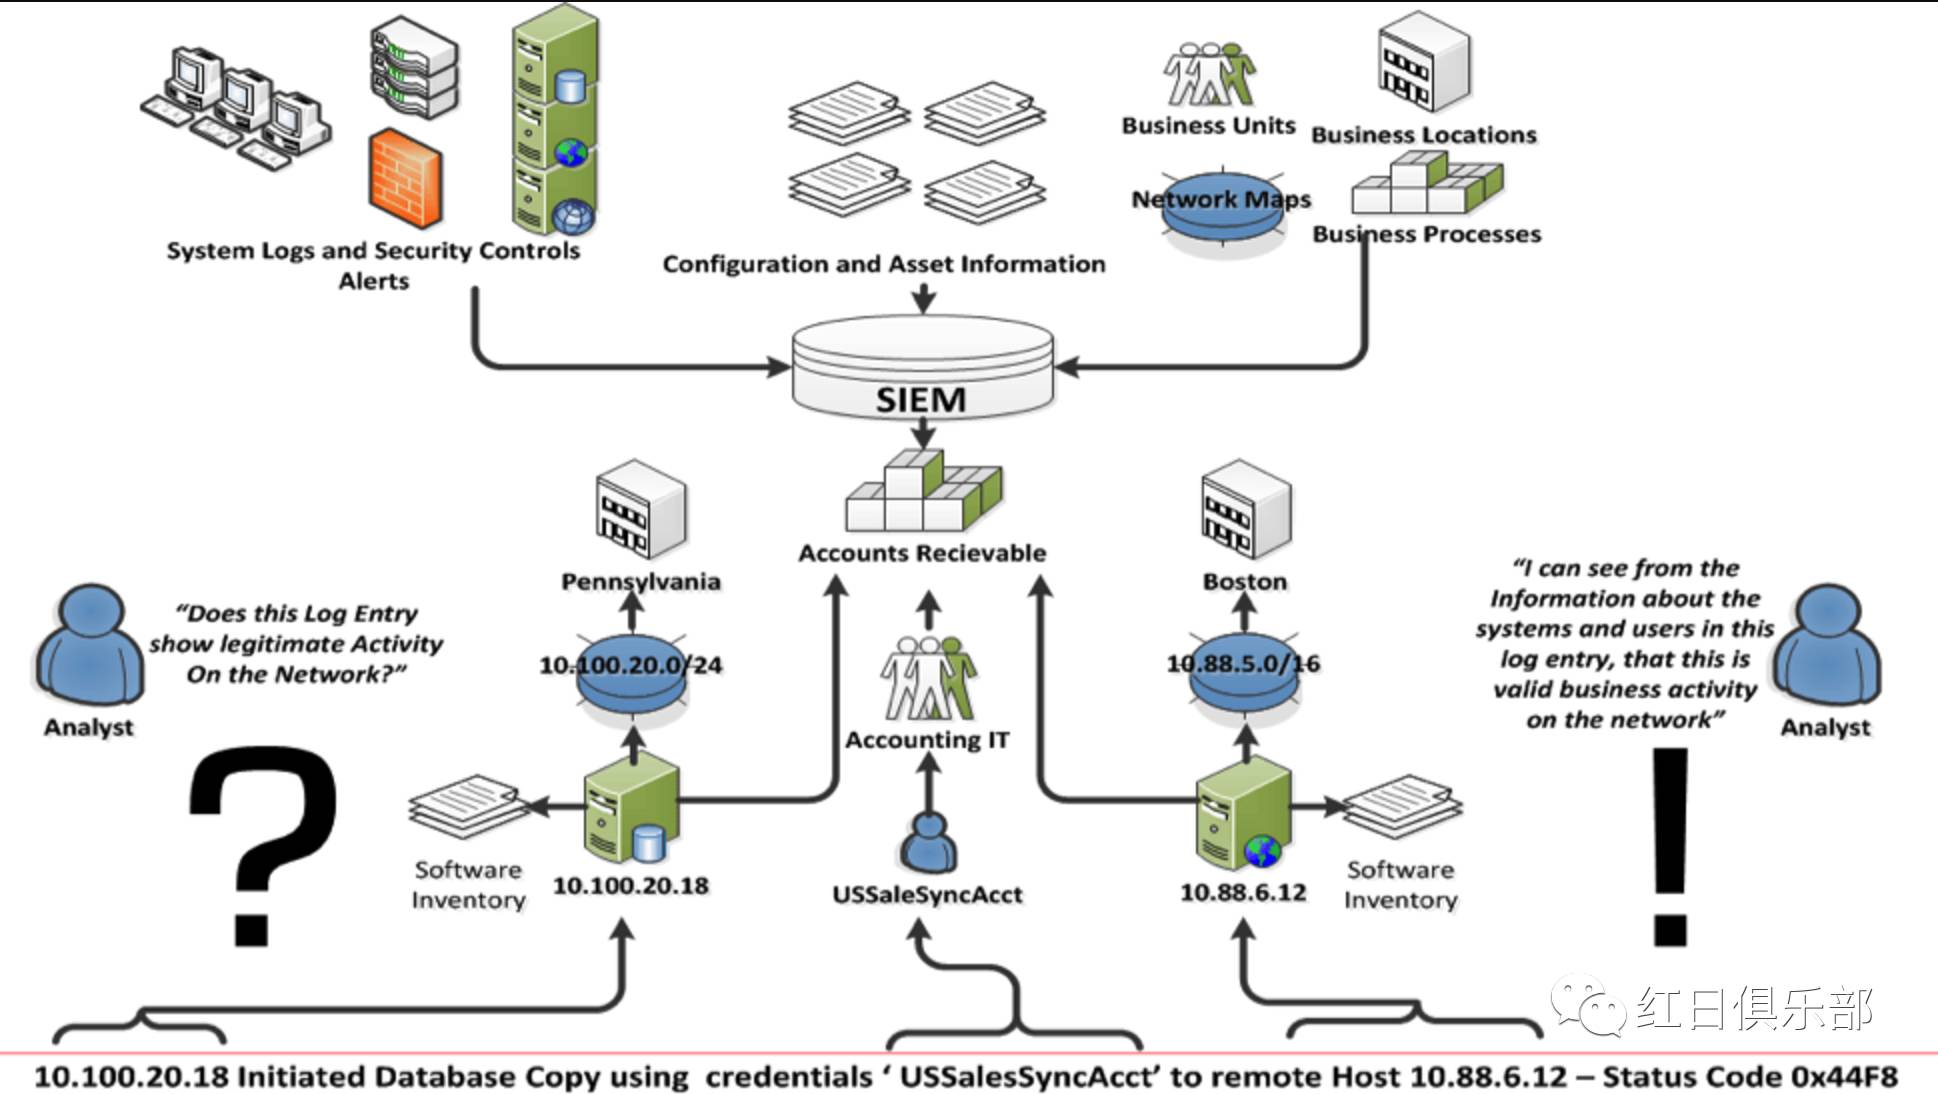 Business Units
Business Locations
Network Maps
Business Processes
System Logs and Security Controls
Alerts
Configuration and Asset Information
SIEM
Accounts Recievable
Pennsylvania
Boston
“Does this Log Entry
show legitimate Activity
On the Network?”
Analyst
?
10.100.20.0/24
10.88.5.0/16
“I can see from the
Information about the
systems and users in this
log entry, that this is
valid business activity
on the network”
Analyst
!
Accounting IT
Software
Inventory
10.100.20.18
USSaleSyncAcct
10.88.6.12
Software
Inventory
红日俱乐部
10.100.20.18 Initiated Database Copy using credentials ‘ USSalesSyncAcct’ to remote Host 10.88.6.12 – Status Code 0x44F8